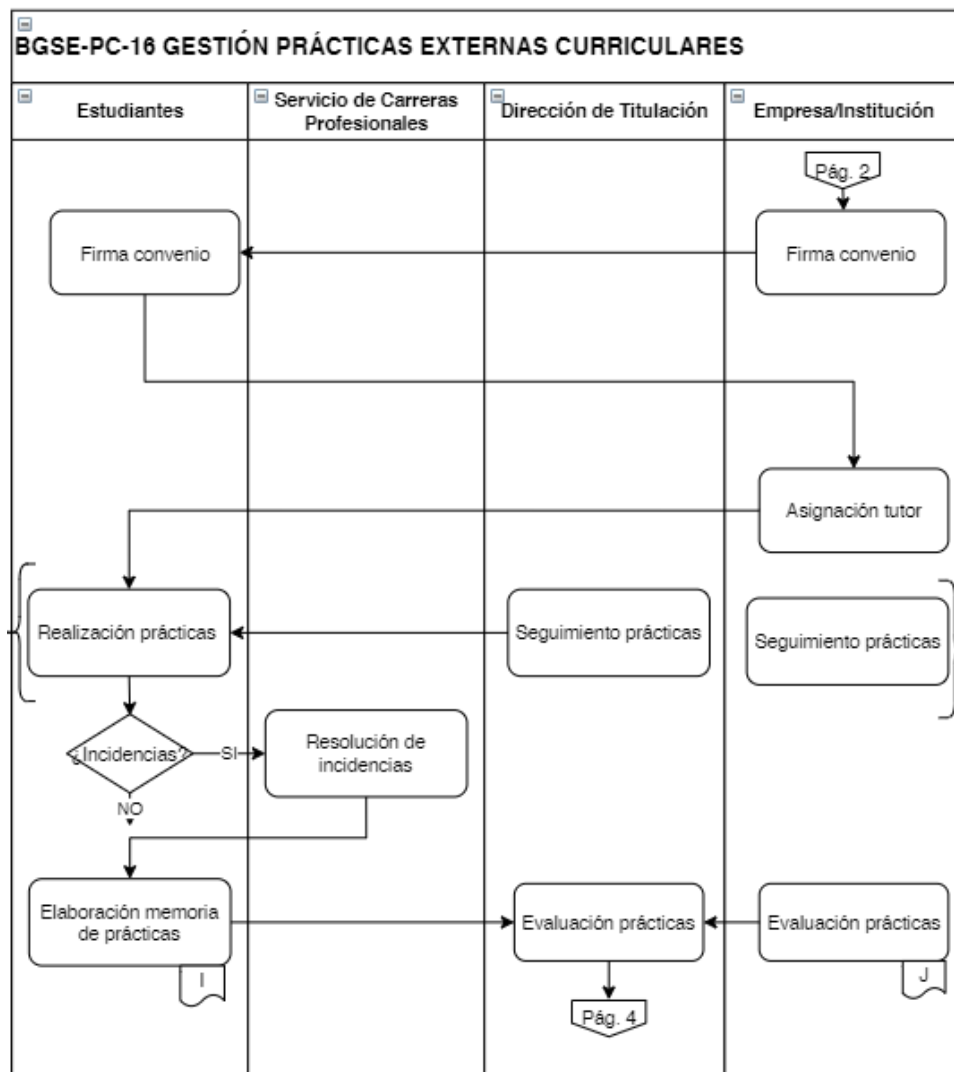 BGSE-PC-16 GESTIÓN PRÁCTICAS EXTERNAS CURRICULARES
Estudiantes
Servicio de Carreras
Profesionales
Dirección de Titulación
Empresa/Institución
Pág. 2
Firma convenio
Firma convenio
Asignación tutor
Realización prácticas
Seguimiento prácticas
Seguimiento prácticas
¿Incidencias?
SI
Resolución de
incidencias
NO
Elaboración memoria
de prácticas
Evaluación prácticas
Evaluación prácticas
I
J
Pág. 4